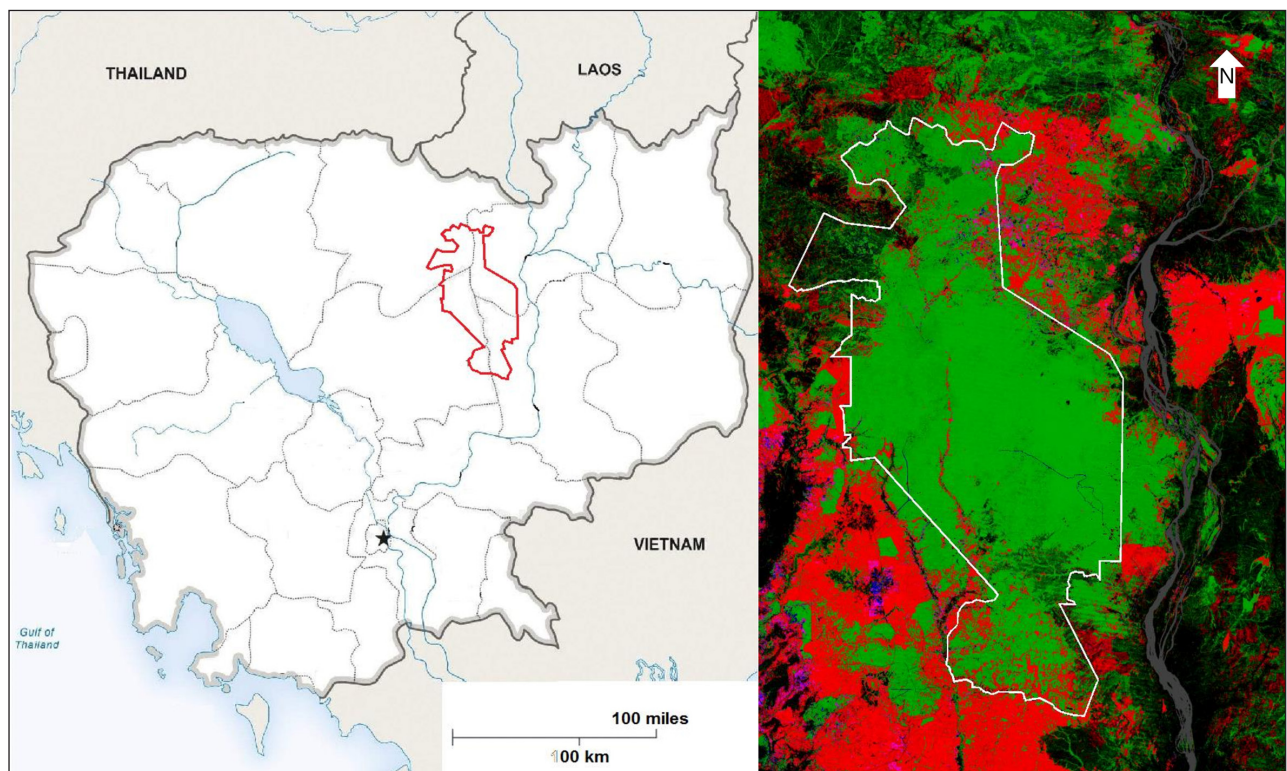 THAILAND
LAOS
N
VIETNAM
Gulf of
Thailand
100 miles
100 km